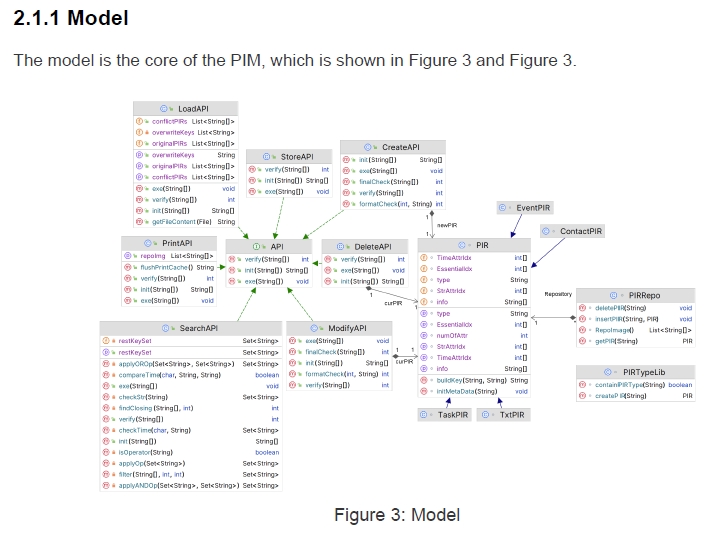 2.1.1 Model
The model is the core of the PIM, which is shown in Figure 3 and Figure 3.
LoadAPI
conflictPIRs List<String[]>
overwriteKeys List<String>
originalPIRs List<String[]>
overwriteKeys String
originalPIRs List<String[]>
conflictPIRs List<String[]>
exe(String[]) void
verify(String[]) int
init(String[]) String[]
getFileContent(File) String
StoreAPI
verify(String[]) int
init(String[]) String[]
exe(String[]) void
CreateAPI
init(String[]) String[]
exe(String[]) void
finalCheck(String[]) int
verify(String[]) int
formatCheck(int, String) int
1
newPIR
1
EventPIR
ContactPIR
PrintAPI
repoImg List<String[]>
flushPrintCache() String
verify(String[]) int
init(String[]) String[]
exe(String[]) void
API
verify(String[]) int
init(String[]) String[]
exe(String[]) void
DeleteAPI
verify(String[]) int
exe(String[]) void
init(String[]) String[]
1
curPIR
1
PIR
TimeAttrIdx int[]
EssentialIdx int[]
type String
StrAttrIdx int[]
info String[]
type String
EssentialIdx int[]
numOfAttr int
StrAttrIdx int[]
TimeAttrIdx int[]
info String[]
buildKey(String, String) String
initMetaData(String) void
Repository
1
PIRRepo
deletePIR(String) void
insertPIR(String, PIR) void
RepoImage() List<String[]>
getPIR(String) PIR
SearchAPI
restKeySet Set<String>
restKeySet Set<String>
applyOROp(Set<String>, Set<String>) Set<String>
compareTime(char, String, String) boolean
exe(String[]) void
checkStr(String) Set<String>
findClosing (String[], int) int
verify(String[]) int
checkTime(char, String) Set<String>
init(String[]) String[]
isOperator(String) boolean
applyOp(Set<String>) Set<String>
filter(String[], int, int) Set<String>
applyANDOp(Set<String>, Set<String>) Set<String>
ModifyAPI
exe(String[]) void
finalCheck(String[]) int
init(String[]) String[]
formatCheck(int, String) int
verify(String[]) int
1 1
curPIR
PIRTypeLib
containPIRType(String) boolean
createPIR(String) PIR
TaskPIR
TxtPIR
Figure 3: Model